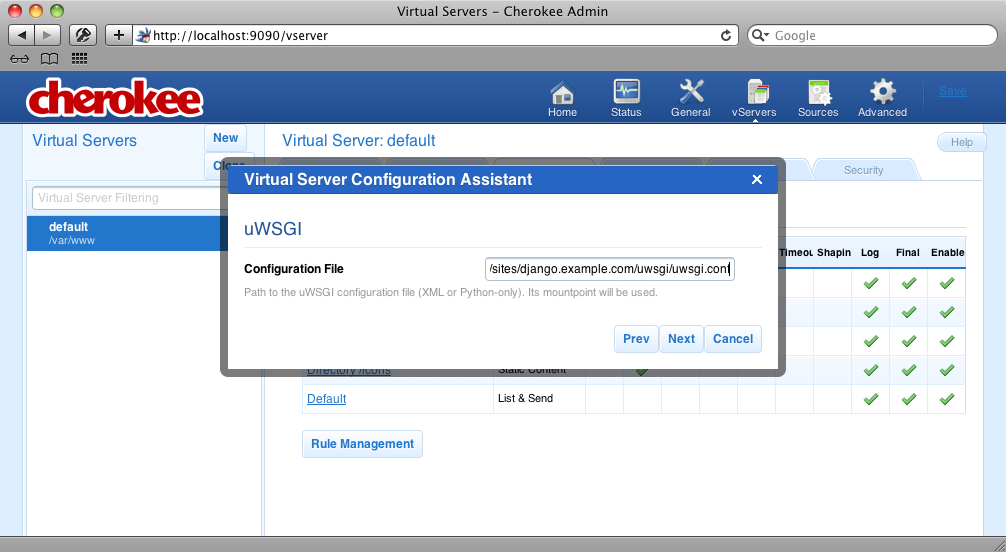 Virtual Servers – Cherokee Admin
http://localhost:9090/vserver
Google
cherokee
Home
Status
General
vServers
Sources
Advanced
Save
Virtual Servers
New
Clone
Virtual Server: default
Help
Security
Virtual Server Filtering
default
/var/www
Virtual Server Configuration Assistant
uWSGI
Configuration File
/sites/django.example.com/uwsgi/uwsgi.conf
Path to the uWSGI configuration file (XML or Python-only). Its mountpoint will be used.
Prev
Next
Cancel
Timeou
Shapin
Log
Final
Enable
Directory /icons
Static Content
Default
List & Send
Rule Management